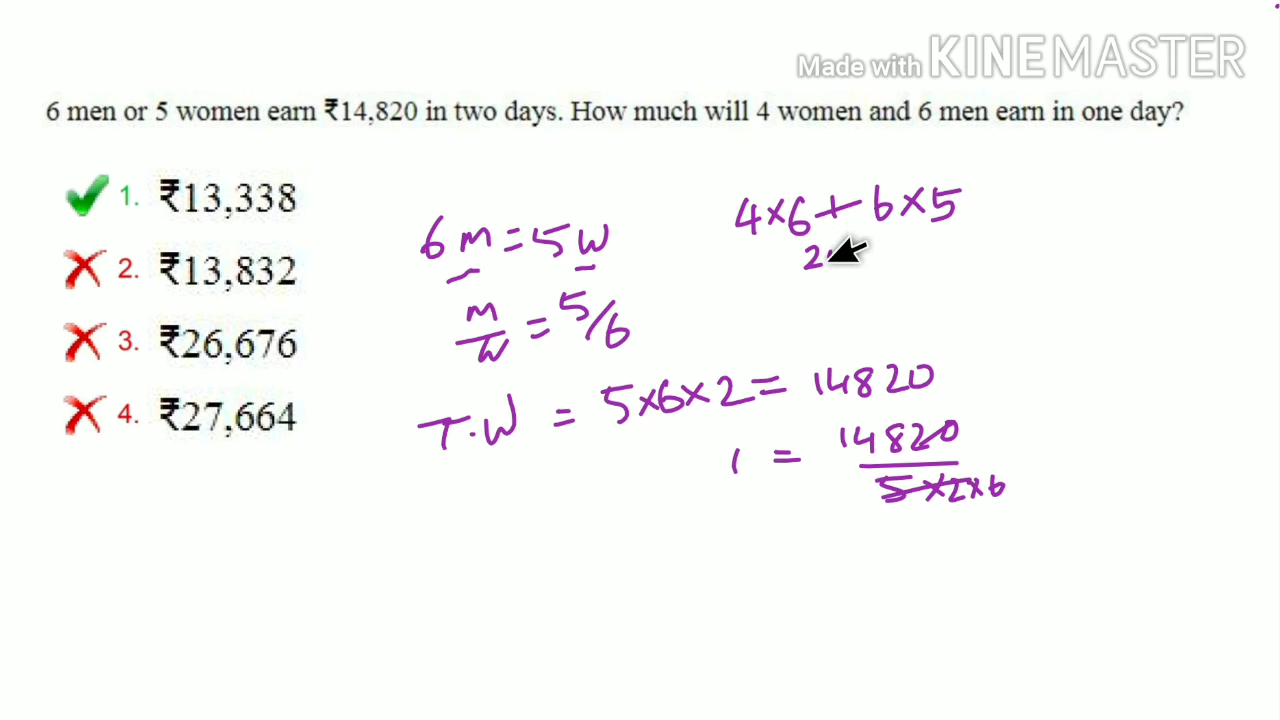 Made with KINEMASTER
6 men or 5 women earn ₹14,820 in two days. How much will 4 women and 6 men earn in one day?
1. ₹13,338
2. ₹13,832
3. ₹26,676
4. ₹27,664
6m = 5w
m/w = 5/6
T.W = 5×6×2 = 14820
1 = 14820/5×2×6
4×6+6×5
2